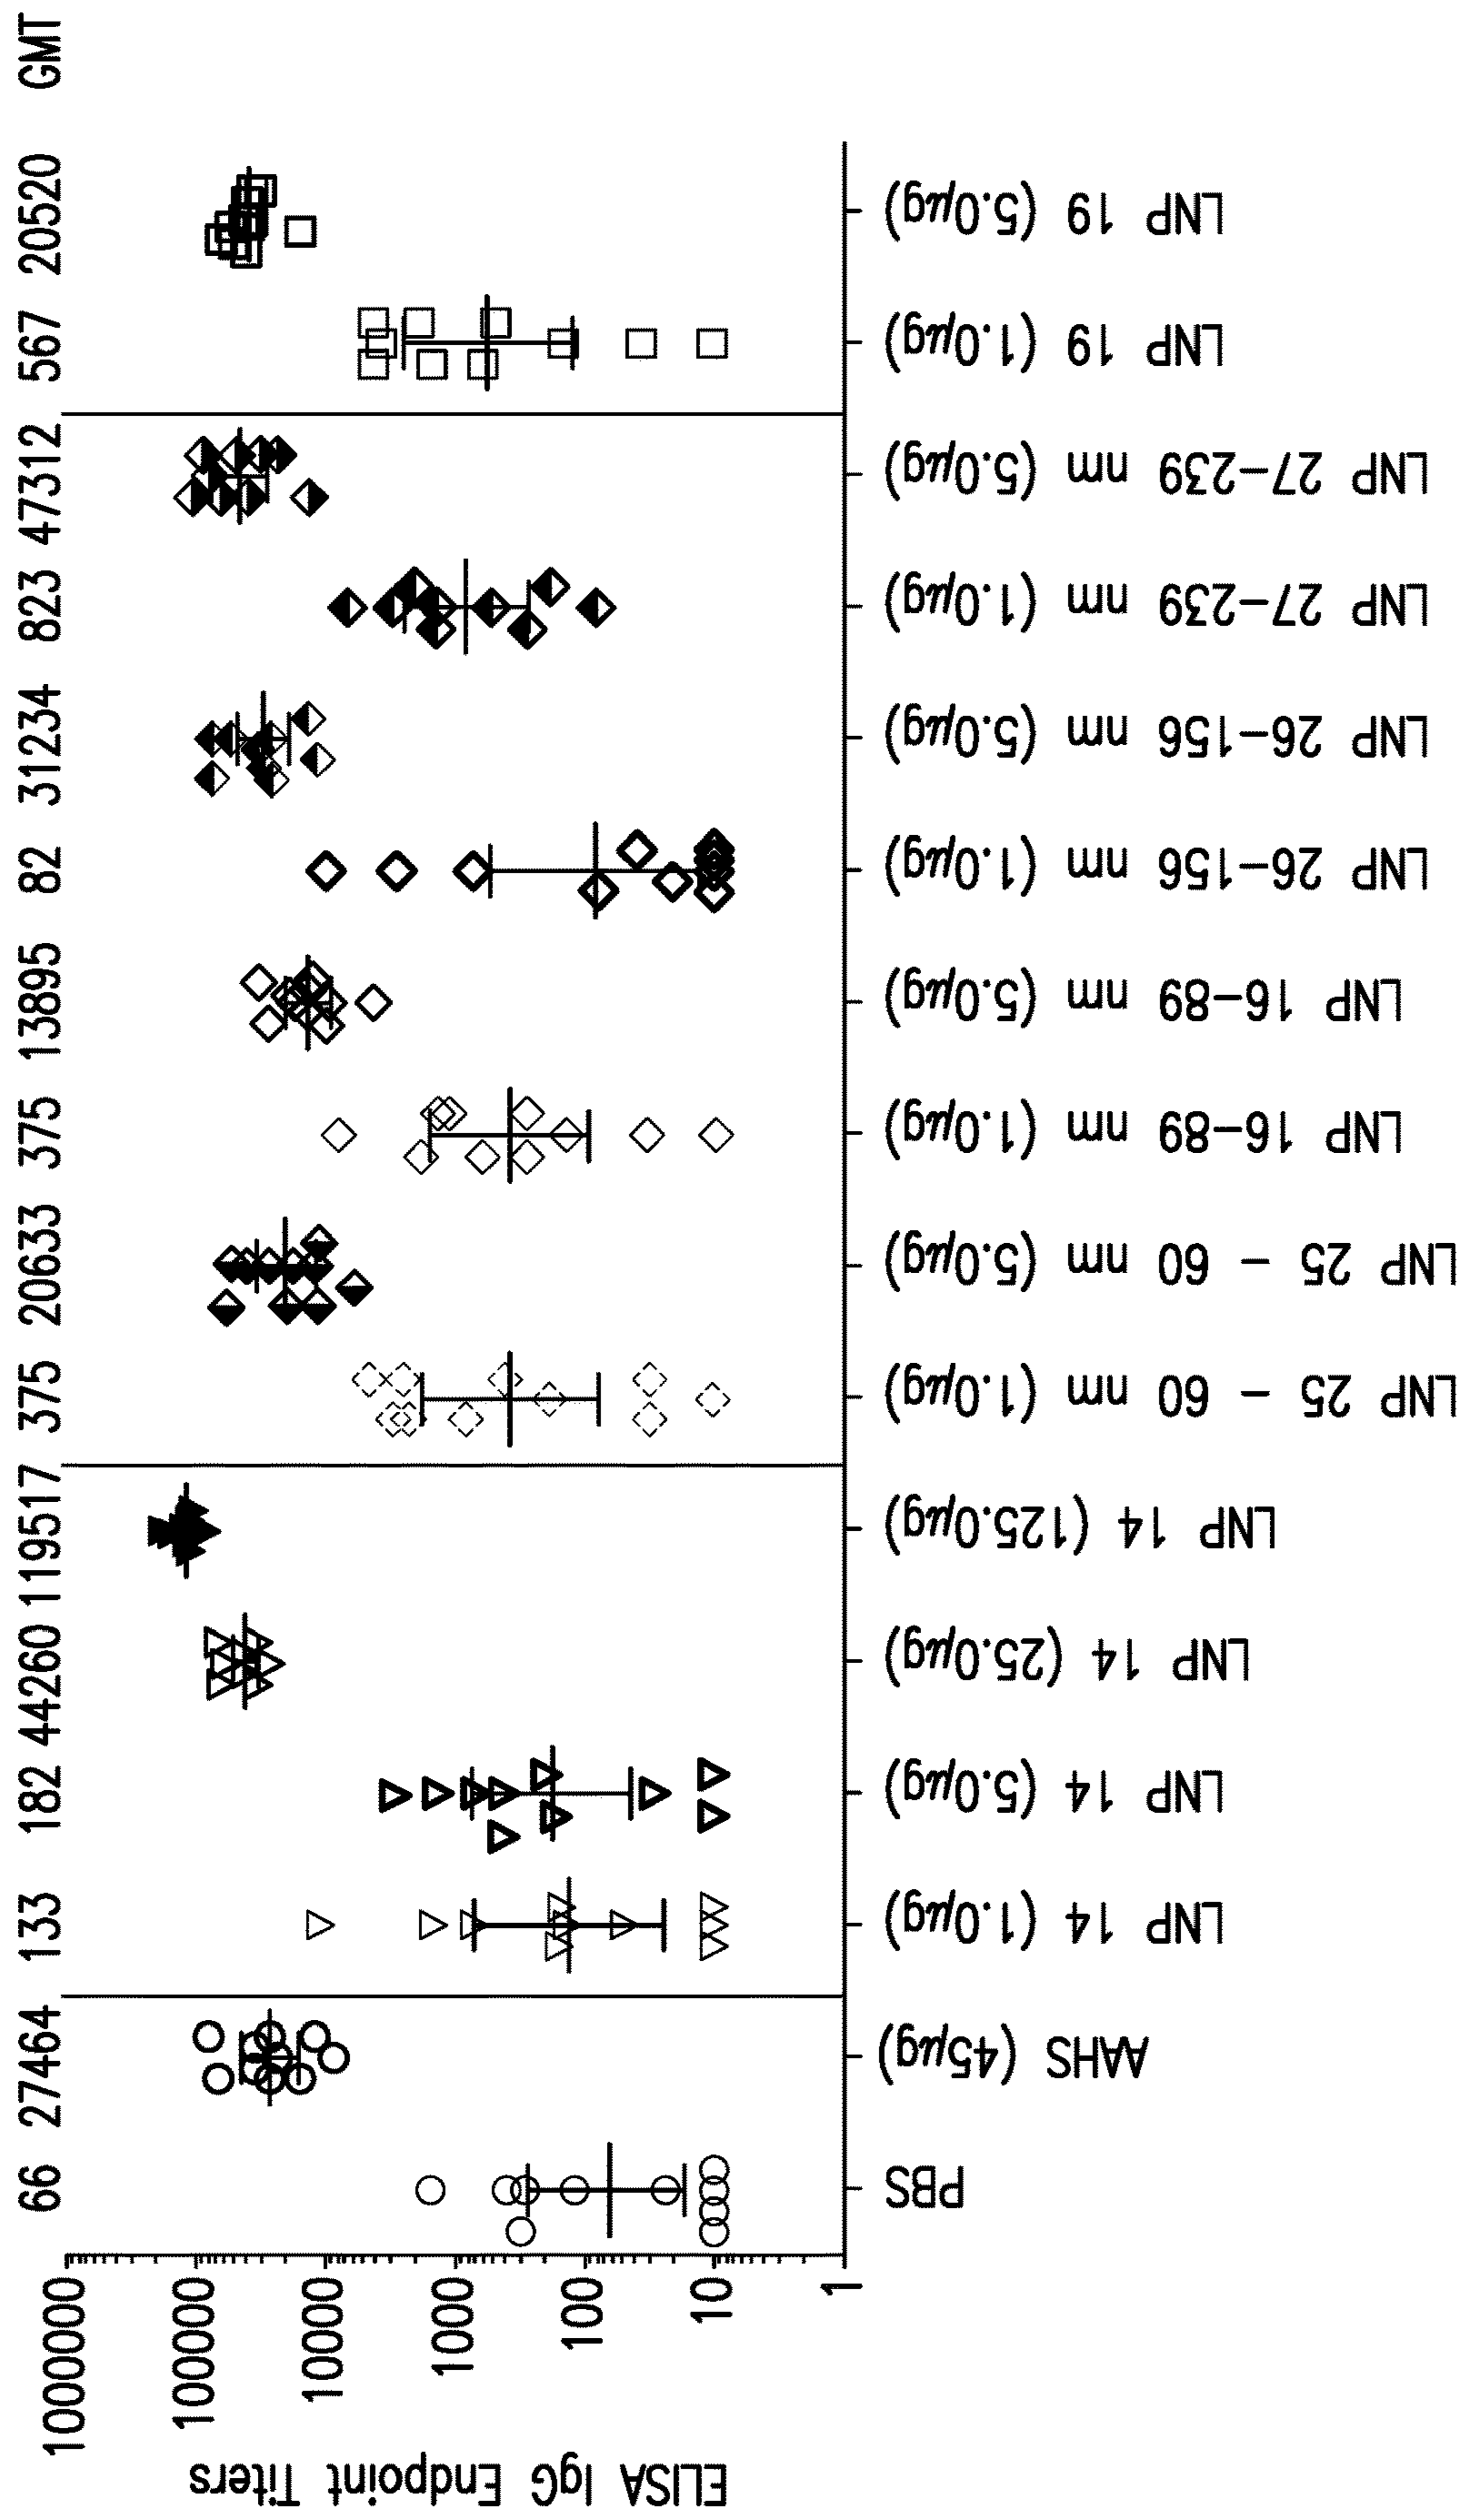 66 27464 133 182 44260 119517 375 20633 375 13895 82 31234 823 47312 567 20520 GMT
ELISA IgG Endpoint Titers
1000000
100000
10000
1000
100
10
1
PBS
AAHS (45µg)
LNP 14 (1.0µg)
LNP 14 (5.0µg)
LNP 14 (25.0µg)
LNP 14 (125.0µg)
LNP 25 - 60 nm (1.0µg)
LNP 25 - 60 nm (5.0µg)
LNP 16-89 nm (1.0µg)
LNP 16-89 nm (5.0µg)
LNP 26-156 nm (1.0µg)
LNP 26-156 nm (5.0µg)
LNP 27-239 nm (1.0µg)
LNP 27-239 nm (5.0µg)
LNP 19 (1.0µg)
LNP 19 (5.0µg)